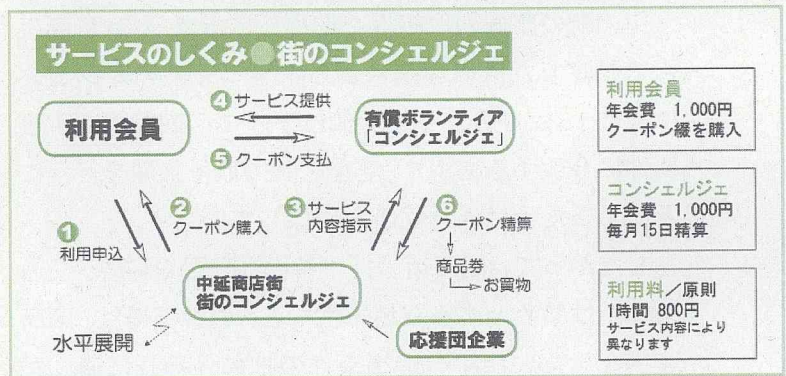 サービスのしくみ●街のコンシェルジェ
利用会員
④サービス提供
⑤クーポン支払
有償ボランティア
「コンシェルジェ」
①
利用申込
②
クーポン購入
③サービス
内容指示
⑥
クーポン精算
商品券
お買物
中延商店街
街のコンシェルジェ
水平展開
応援団企業
利用会員
年会費 1,000円
クーポン綴を購入
コンシェルジェ
年会費 1,000円
毎月15日精算
利用料/原則
1時間 800円
サービス内容により
異なります